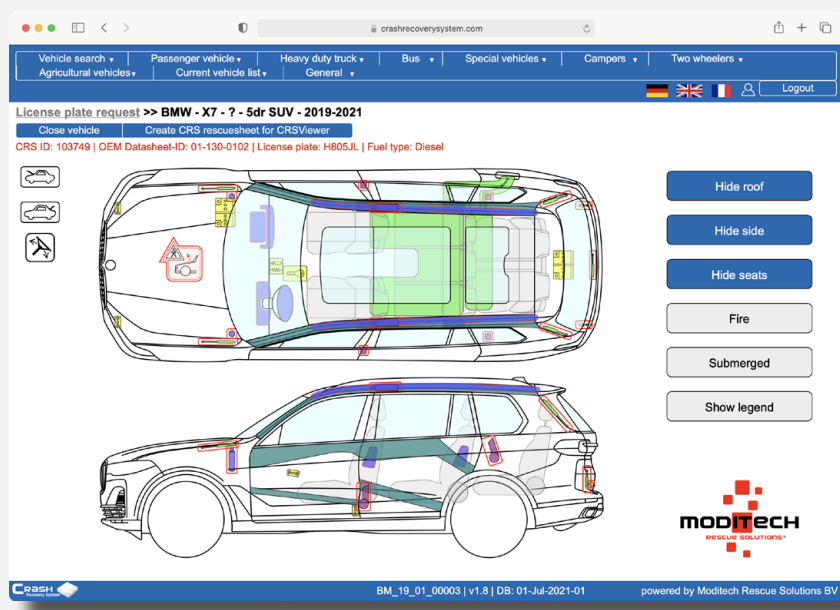 crashrecoverysystem.com
Vehicle search Passenger vehicle Heavy duty truck Bus Special vehicles Campers Two wheelers
Agricultural vehicles Current vehicle list General
Logout
License plate request >> BMW - X7 - ? - 5dr SUV - 2019-2021
Close vehicle Create CRS rescuesheet for CRSViewer
CRS ID: 103749 | OEM Datasheet-ID: 01-130-0102 | License plate: H805JL | Fuel type: Diesel
Hide roof
Hide side
Hide seats
Fire
Submerged
Show legend
MODITECH
RESCUE SOLUTIONS
CRASH
Recovery System
BM_19_01_00003 | v1.8 | DB: 01-Jul-2021-01
powered by Moditech Rescue Solutions BV